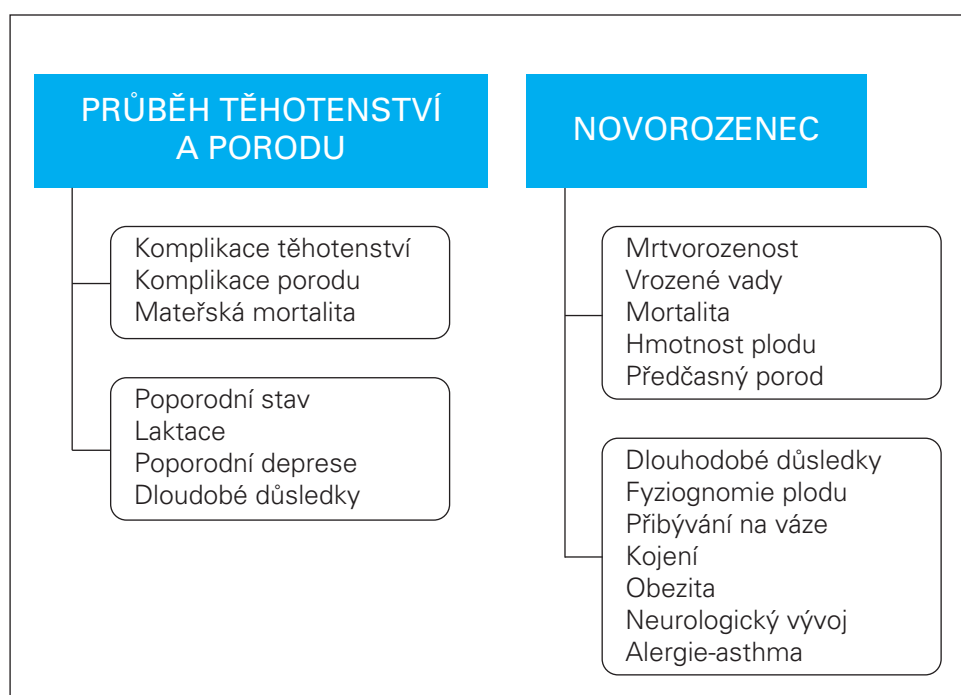 PRŮBĚH TĚHOTENSTVÍ
A PORODU
Komplikace těhotenství
Komplikace porodu
Mateřská mortalita
Poporodní stav
Laktace
Poporodní deprese
Dloudobé důsledky
NOVOROZENEC
Mrtvorozenost
Vrozené vady
Mortalita
Hmotnost plodu
Předčasný porod
Dlouhodobé důsledky
Fyziognomie plodu
Přibývání na váze
Kojení
Obezita
Neurologický vývoj
Alergie-asthma